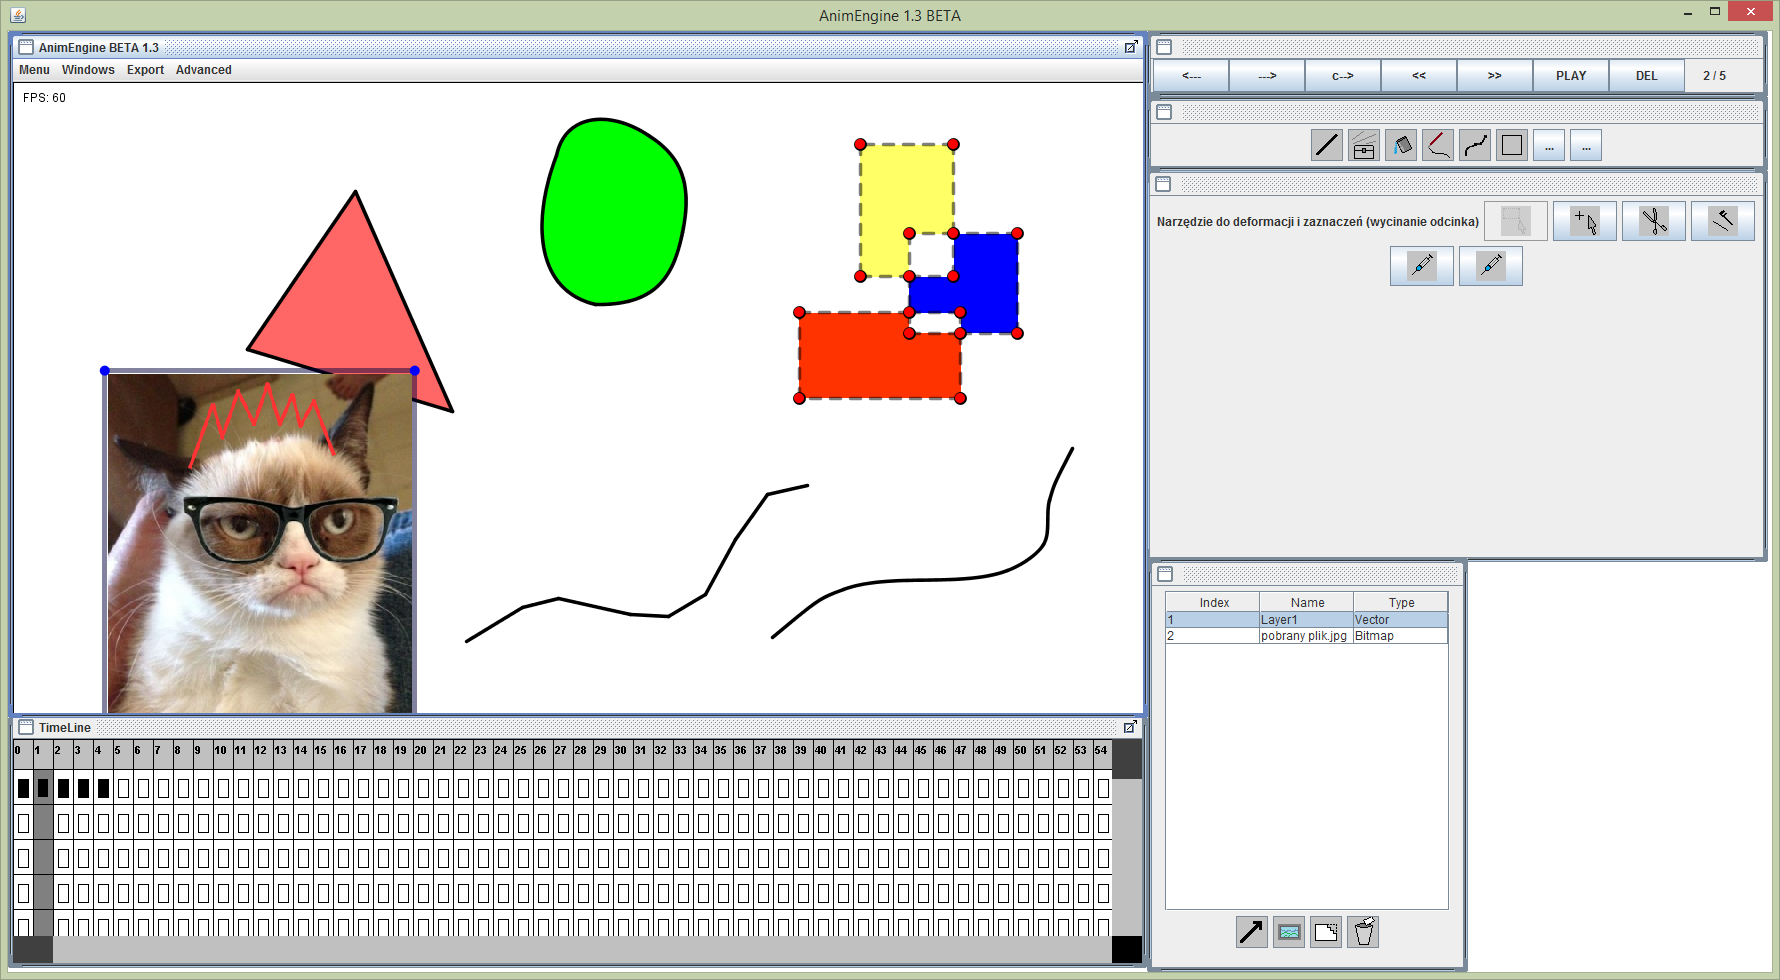 AnimEngine 1.3 BETA
AnimEngine BETA 1.3
Menu Windows Export Advanced
FPS: 60
<--- ---> c--> << >> PLAY DEL 2 / 5
... ...
Narzędzie do deformacji i zaznaczeń (wycinanie odcinka)
Index Name Type
1 Layer1 Vector
2 pobrany plik.jpg Bitmap
TimeLine
0 1 2 3 4 5 6 7 8 9 10 11 12 13 14 15 16 17 18 19 20 21 22 23 24 25 26 27 28 29 30 31 32 33 34 35 36 37 38 39 40 41 42 43 44 45 46 47 48 49 50 51 52 53 54